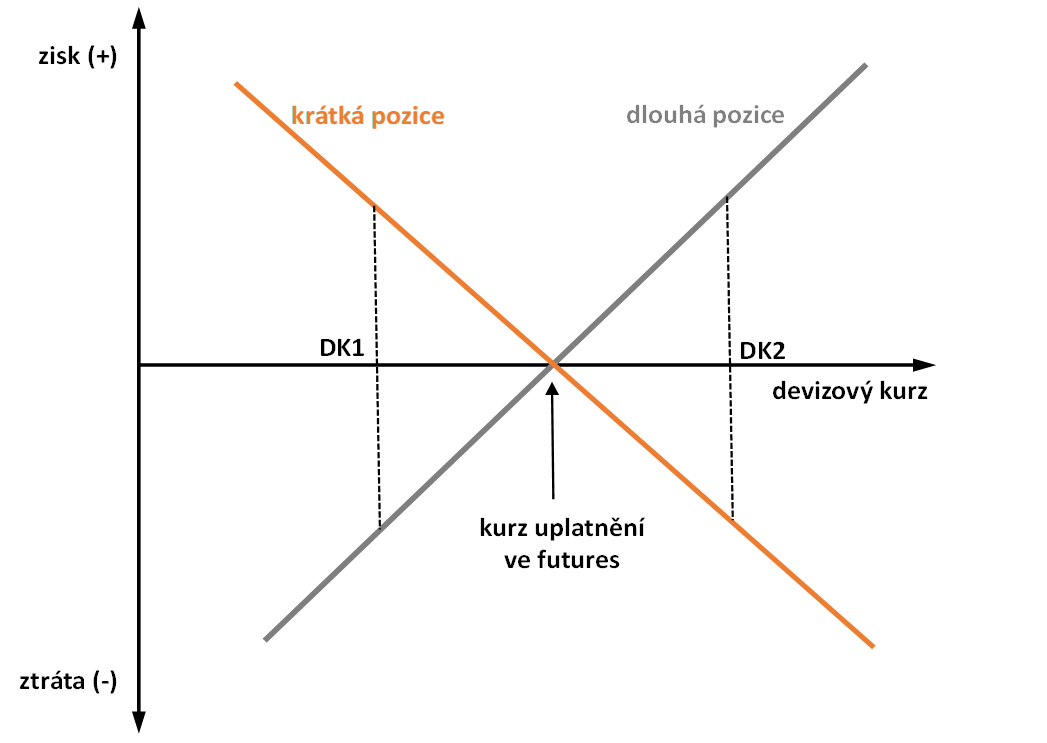 zisk (+)
krátká pozice
dlouhá pozice
DK1
DK2
devizový kurz
kurz uplatnění
ve futures
ztráta (-)